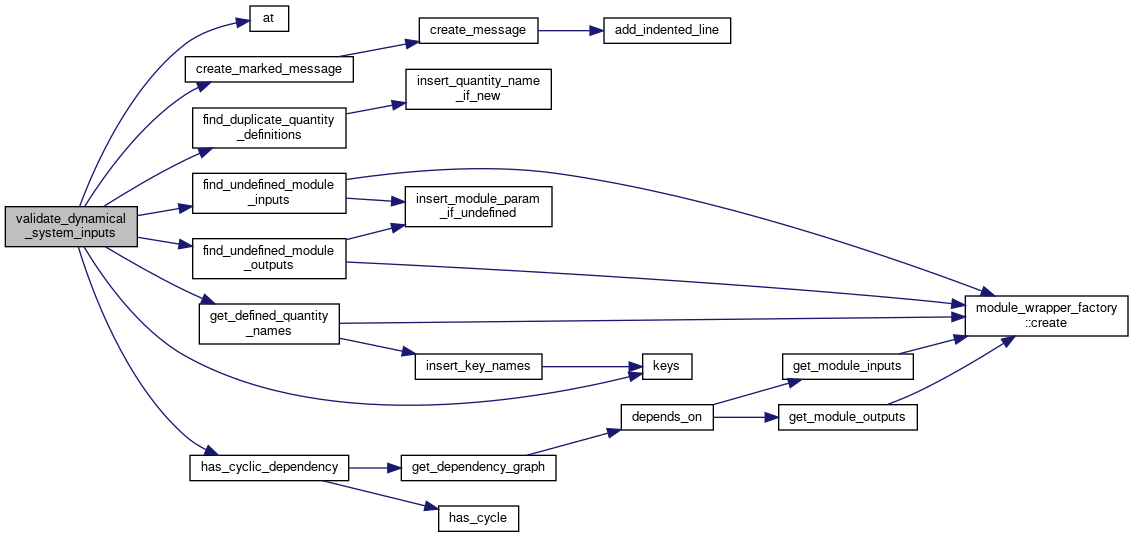 at
create_message
add_indented_line
create_marked_message
insert_quantity_name
_if_new
find_duplicate_quantity
_definitions
find_undefined_module
_inputs
insert_module_param
_if_undefined
validate_dynamical
_system_inputs
find_undefined_module
_outputs
get_defined_quantity
_names
module_wrapper_factory
::create
insert_key_names
keys
get_module_inputs
depends_on
get_module_outputs
has_cyclic_dependency
get_dependency_graph
has_cycle